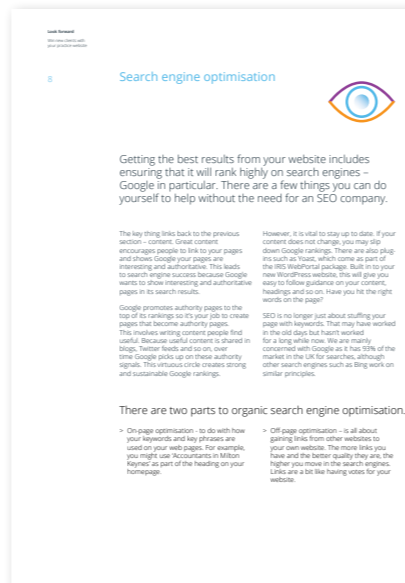 Look forward
Win new clients with
your practice website
8
Search engine optimisation
Getting the best results from your website includes
ensuring that it will rank highly on search engines –
Google in particular. There are a few things you can do
yourself to help without the need for an SEO company.
The key thing links back to the previous
section – content. Great content
encourages people to link to your pages
and shows Google your pages are
interesting and authoritative. This leads
to search engine success because Google
wants to show interesting and authoritative
pages in its search results.
Google promotes authority pages to the
top of its rankings so it's your job to create
pages that become authority pages.
This involves writing content people find
useful. Because useful content is shared in
blogs, Twitter feeds and so on, over
time Google picks up on these authority
signals. This virtuous circle creates strong
and sustainable Google rankings.
However, it is vital to stay up to date. If your
content does not change, you may slip
down Google rankings. There are also plug-
ins such as Yoast, which come as part of
the IRIS WebPortal package. Built in to your
new WordPress website, this will give you
easy to follow guidance on your content,
headings and so on. Have you hit the right
words on the page?
SEO is no longer just about stuffing your
page with keywords. That may have worked
in the old days but hasn't worked
for a long while now. We are mainly
concerned with Google as it has 93% of the
market in the UK for searches, although
other search engines such as Bing work on
similar principles.
There are two parts to organic search engine optimisation.
> On-page optimisation - to do with how
your keywords and key phrases are
used on your web pages. For example,
you might use 'Accountants in Milton
Keynes' as part of the heading on your
homepage.
> Off-page optimisation – is all about
gaining links from other websites to
your own website. The more links you
have and the better quality they are, the
higher you move in the search engines.
Links are a bit like having votes for your
website.